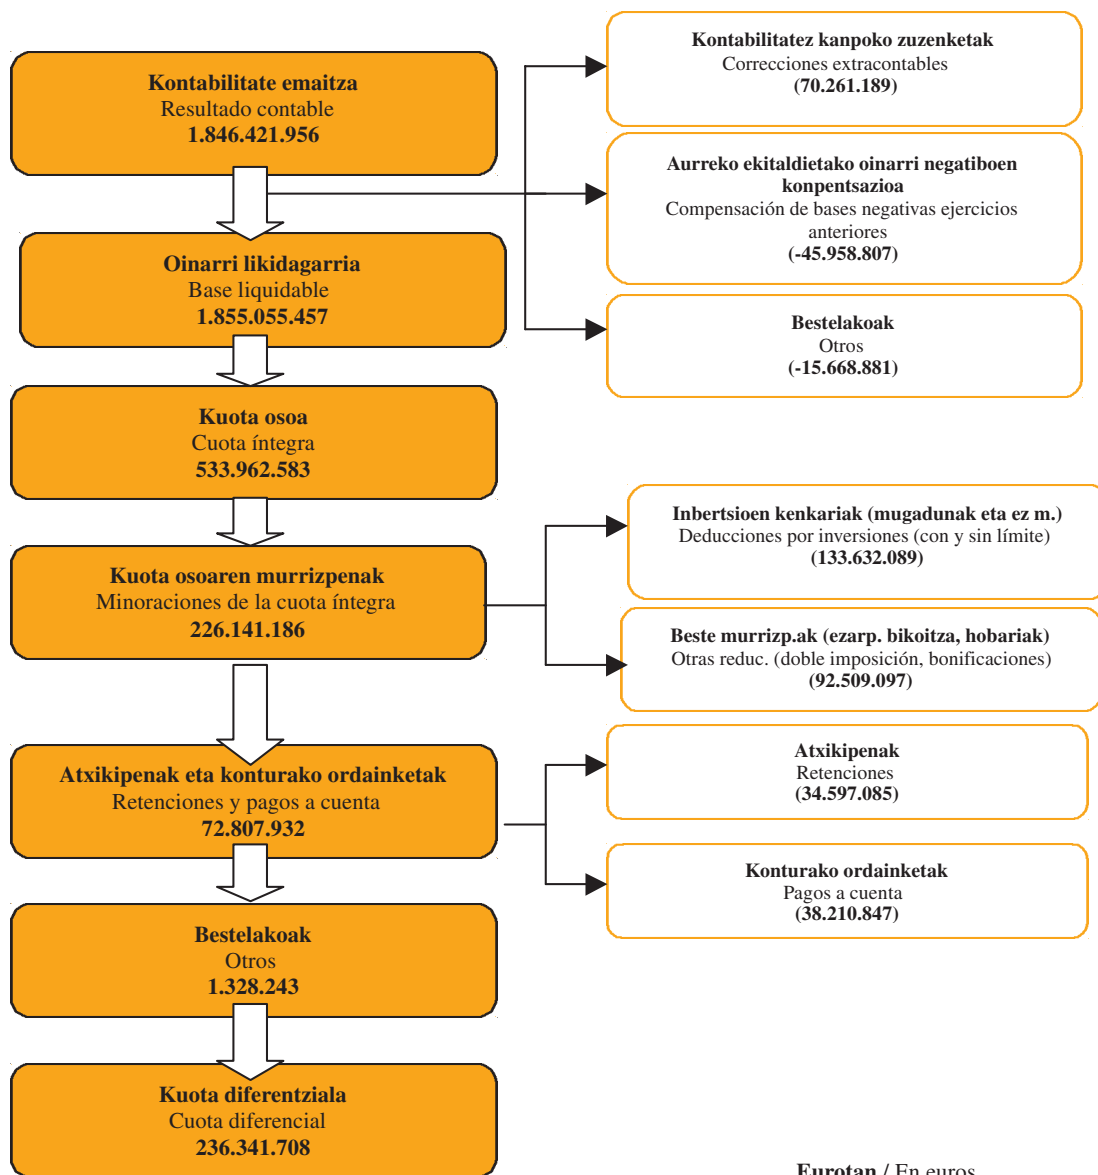 Kontabilitate emaitza
Resultado contable
1.846.421.956
Kontabilitatez kanpoko zuzenketak
Correcciones extracontables
(70.261.189)
Aurreko ekitaldietako oinarri negatiboen
konpentsazioa
Compensación de bases negativas ejercicios
anteriores
(-45.958.807)
Oinarri likidagarria
Base liquidable
1.855.055.457
Bestelakoak
Otros
(-15.668.881)
Kuota osoa
Cuota íntegra
533.962.583
Inbertsioen kenkariak (mugadunak eta ez m.)
Deducciones por inversiones (con y sin límite)
(133.632.089)
Kuota osoaren murrizpenak
Minoraciones de la cuota íntegra
226.141.186
Beste murrizp.ak (ezarp. bikoitza, hobariak)
Otras reduc. (doble imposición, bonificaciones)
(92.509.097)
Atxikipenak eta konturako ordainketak
Retenciones y pagos a cuenta
72.807.932
Atxikipenak
Retenciones
(34.597.085)
Konturako ordainketak
Pagos a cuenta
(38.210.847)
Bestelakoak
Otros
1.328.243
Kuota diferentziala
Cuota diferencial
236.341.708
Eurotan / En euros